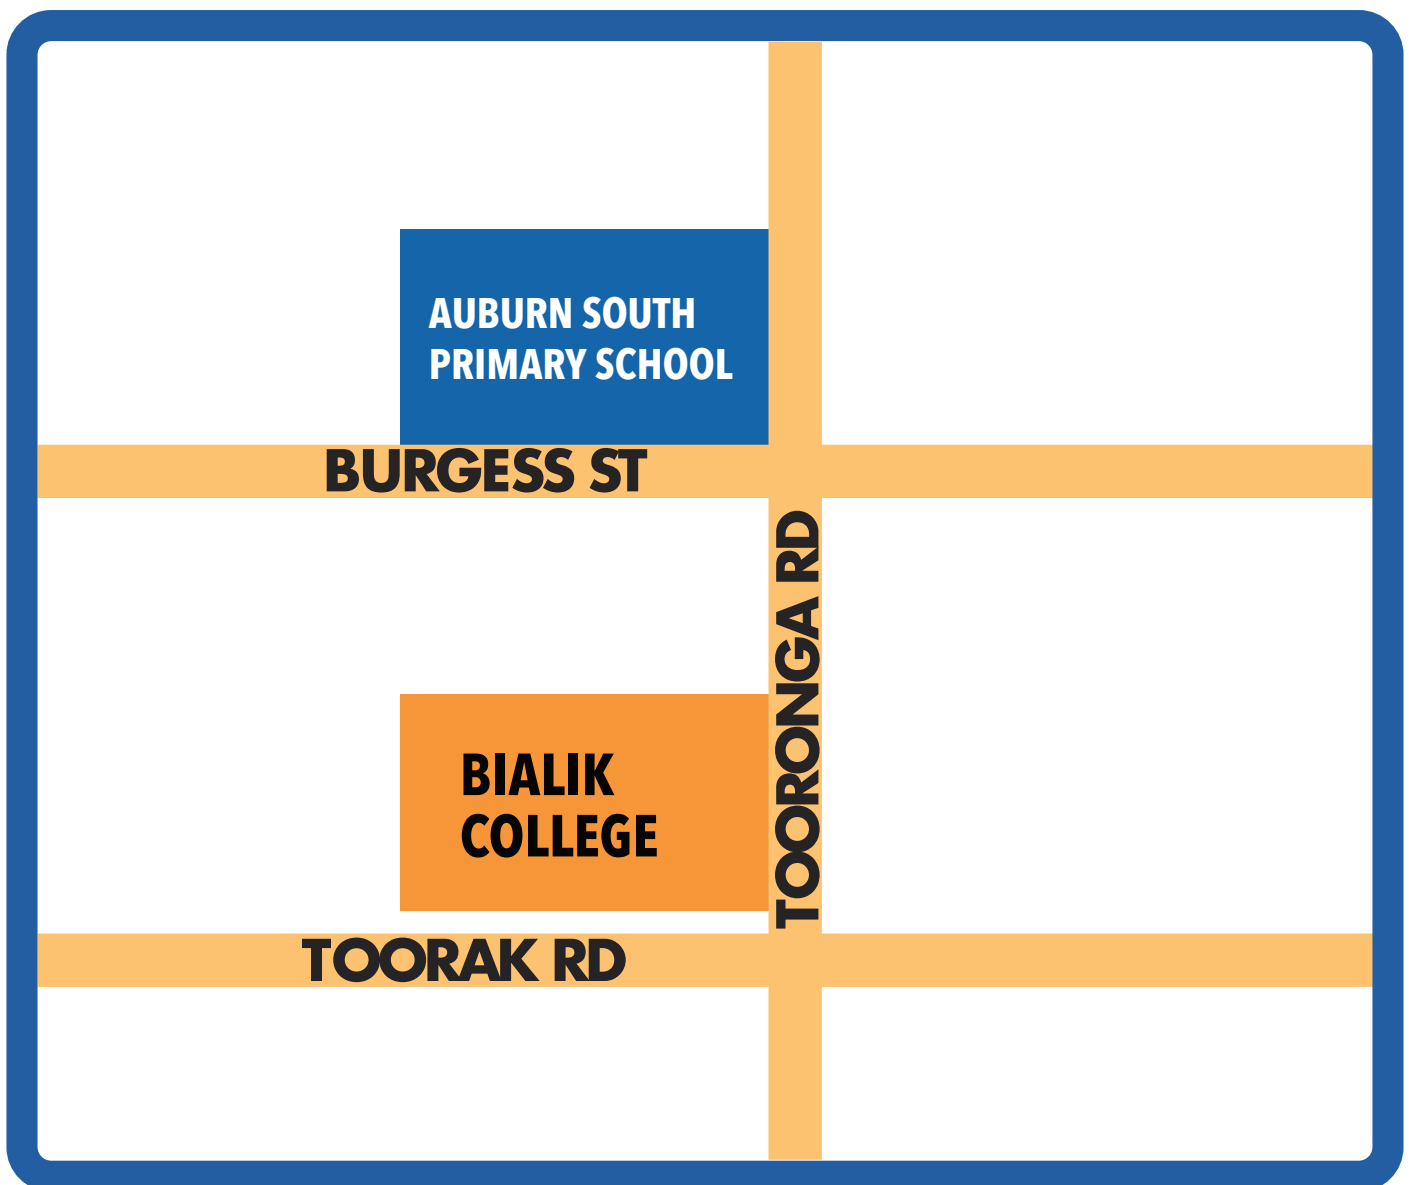 AUBURN SOUTH
PRIMARY SCHOOL
BURGESS ST
TOORONGA RD
BIALIK
COLLEGE
TOORAK RD